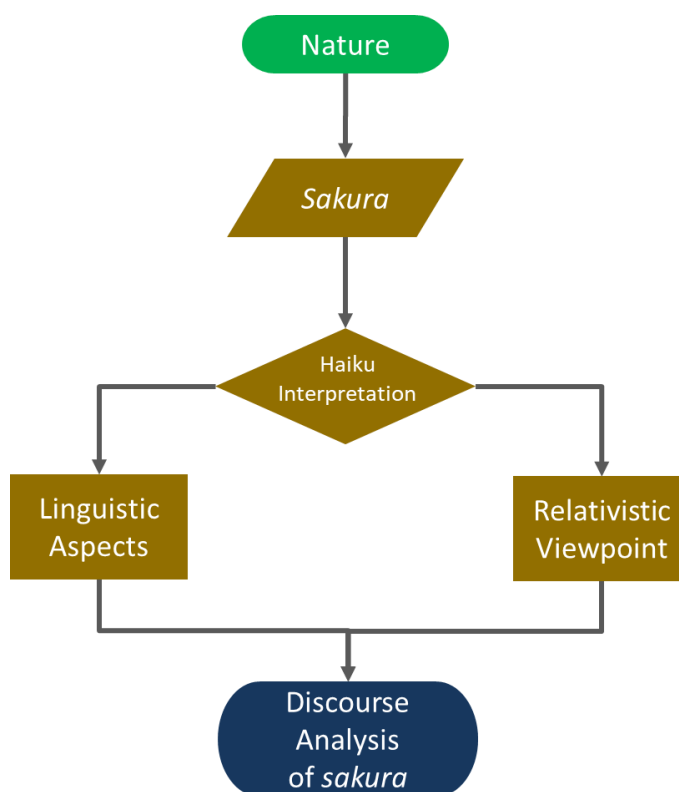 Nature
Sakura
Haiku
Interpretation
Linguistic
Aspects
Relativistic
Viewpoint
Discourse
Analysis
of sakura